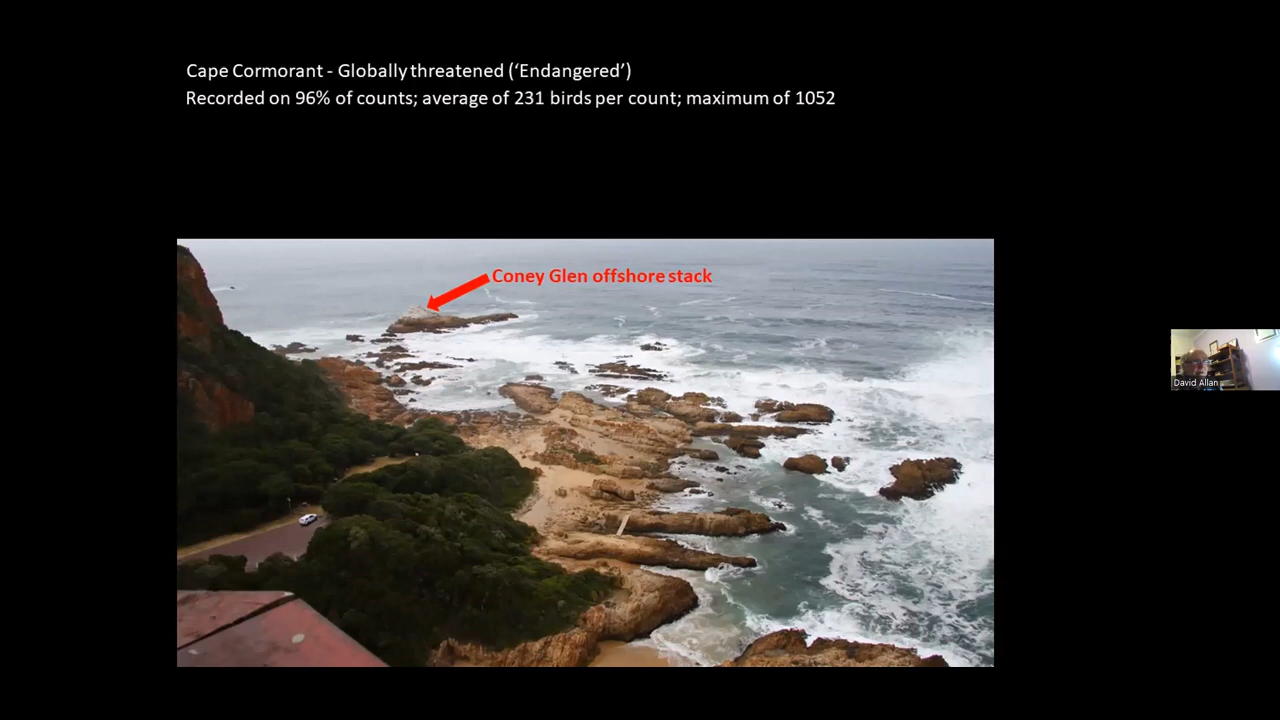 Cape Cormorant - Globally threatened (‘Endangered’)
Recorded on 96% of counts; average of 231 birds per count; maximum of 1052
Coney Glen offshore stack
David Allan